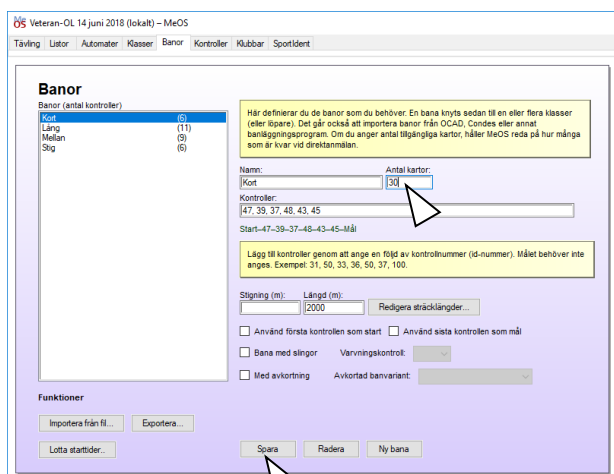 MeOS Veteran-OL 14 juni 2018 (lokalt) – MeOS
Tävling Listor Automater Klasser Banor Kontroller Klubbar SportIdent
Banor
Banor (antal kontroller)
Kort (6)
Lång (11)
Mellan (9)
Stig (6)
Här definierar du de banor som du behöver. En bana knyts sedan till en eller flera klasser
(eller löpare). Det går också att importera banor från OCAD, Condes eller annat
banläggningsprogram. Om du anger antal tillgängliga kartor, håller MeOS reda på hur många
som är kvar vid direktanmälan.
Namn: Antal kartor:
Kort 30
Kontroller:
47, 39, 37, 48, 43, 45
Start–47–39–37–48–43–45–Mål
Lägg till kontroller genom att ange en följd av kontrollnummer (id-nummer). Målet behöver inte
anges. Exempel: 31, 50, 33, 36, 50, 37, 100.
Stigning (m): Längd (m):
2000 Redigera sträcklängder...
Använd första kontrollen som start Använd sista kontrollen som mål
Bana med slingor Varvningskontroll:
Med avkortning Avkortad banvariant:
Funktioner
Importera från fil... Exportera...
Lotta starttider.. Spara Radera Ny bana